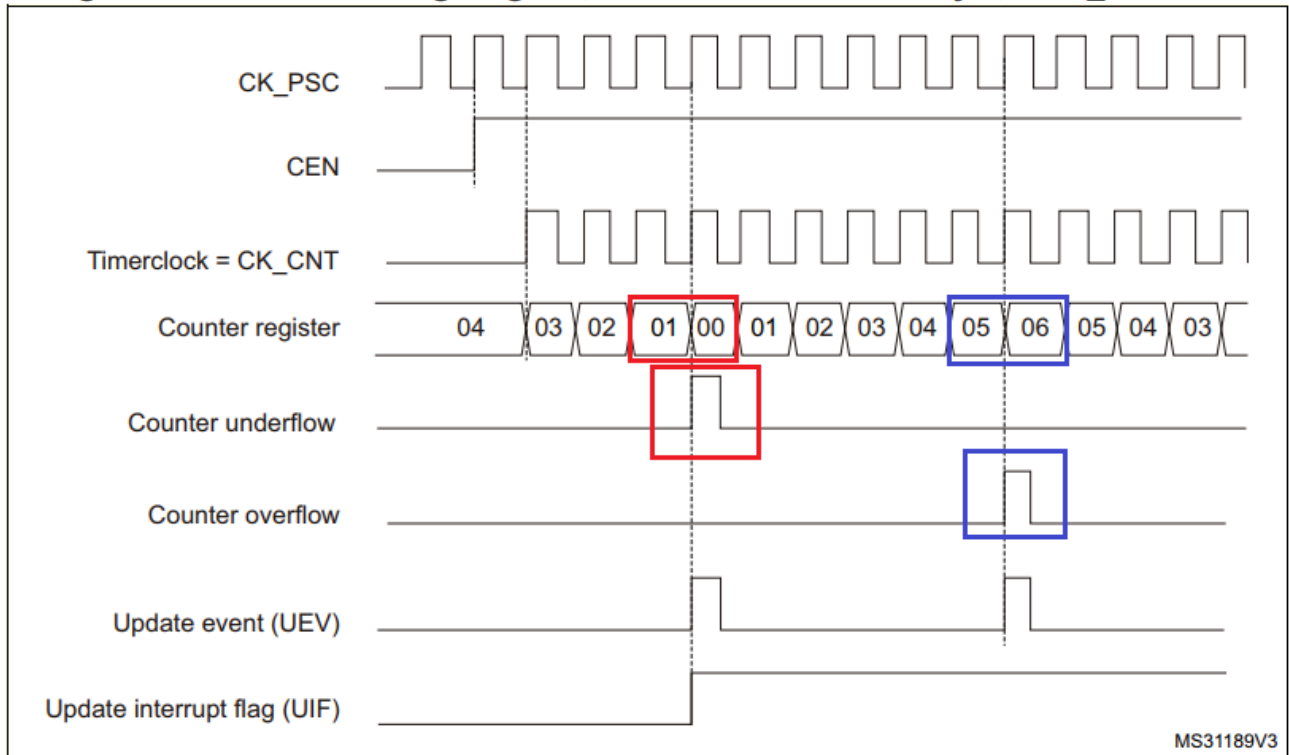 CK_PSC
CEN
Timerclock = CK_CNT
Counter register 04 03 02 01 00 01 02 03 04 05 06 05 04 03
Counter underflow
Counter overflow
Update event (UEV)
Update interrupt flag (UIF)
MS31189V3